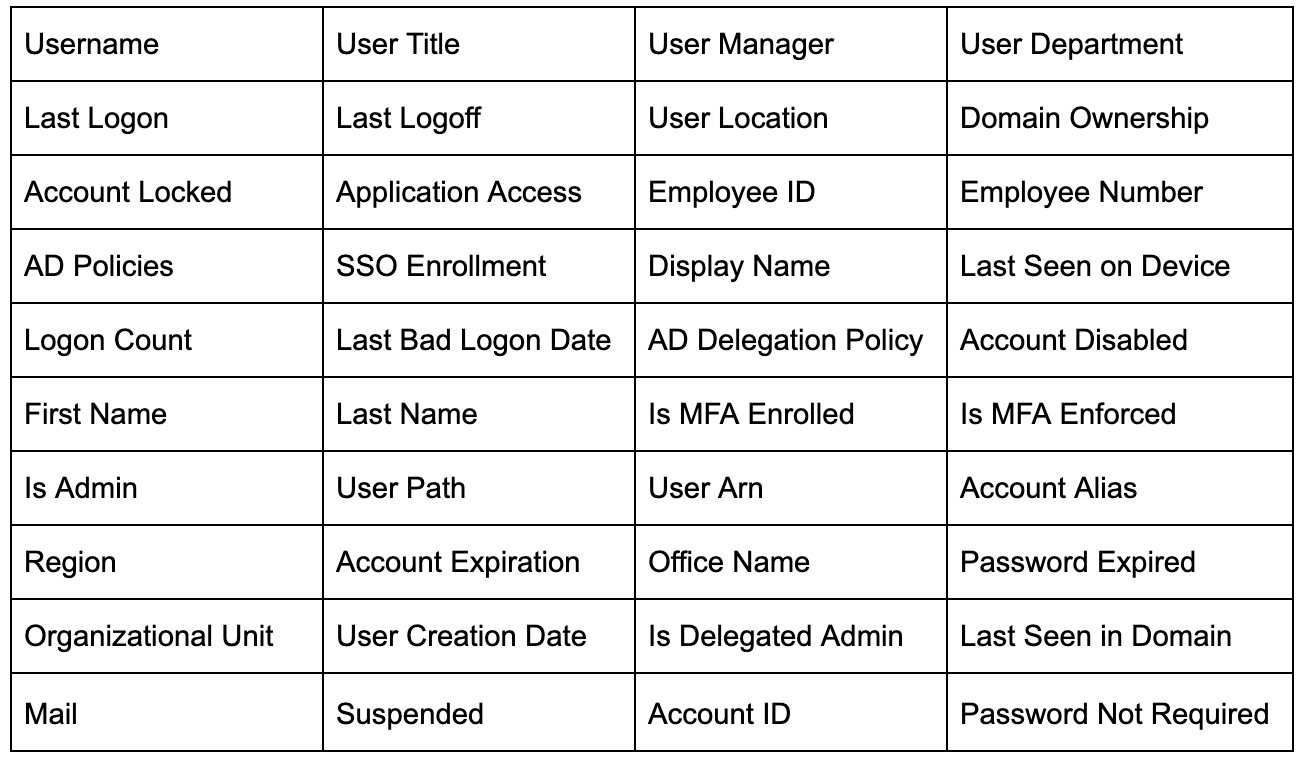 Username User Title User Manager User Department
Last Logon Last Logoff User Location Domain Ownership
Account Locked Application Access Employee ID Employee Number
AD Policies SSO Enrollment Display Name Last Seen on Device
Logon Count Last Bad Logon Date AD Delegation Policy Account Disabled
First Name Last Name Is MFA Enrolled Is MFA Enforced
Is Admin User Path User Arn Account Alias
Region Account Expiration Office Name Password Expired
Organizational Unit User Creation Date Is Delegated Admin Last Seen in Domain
Mail Suspended Account ID Password Not Required